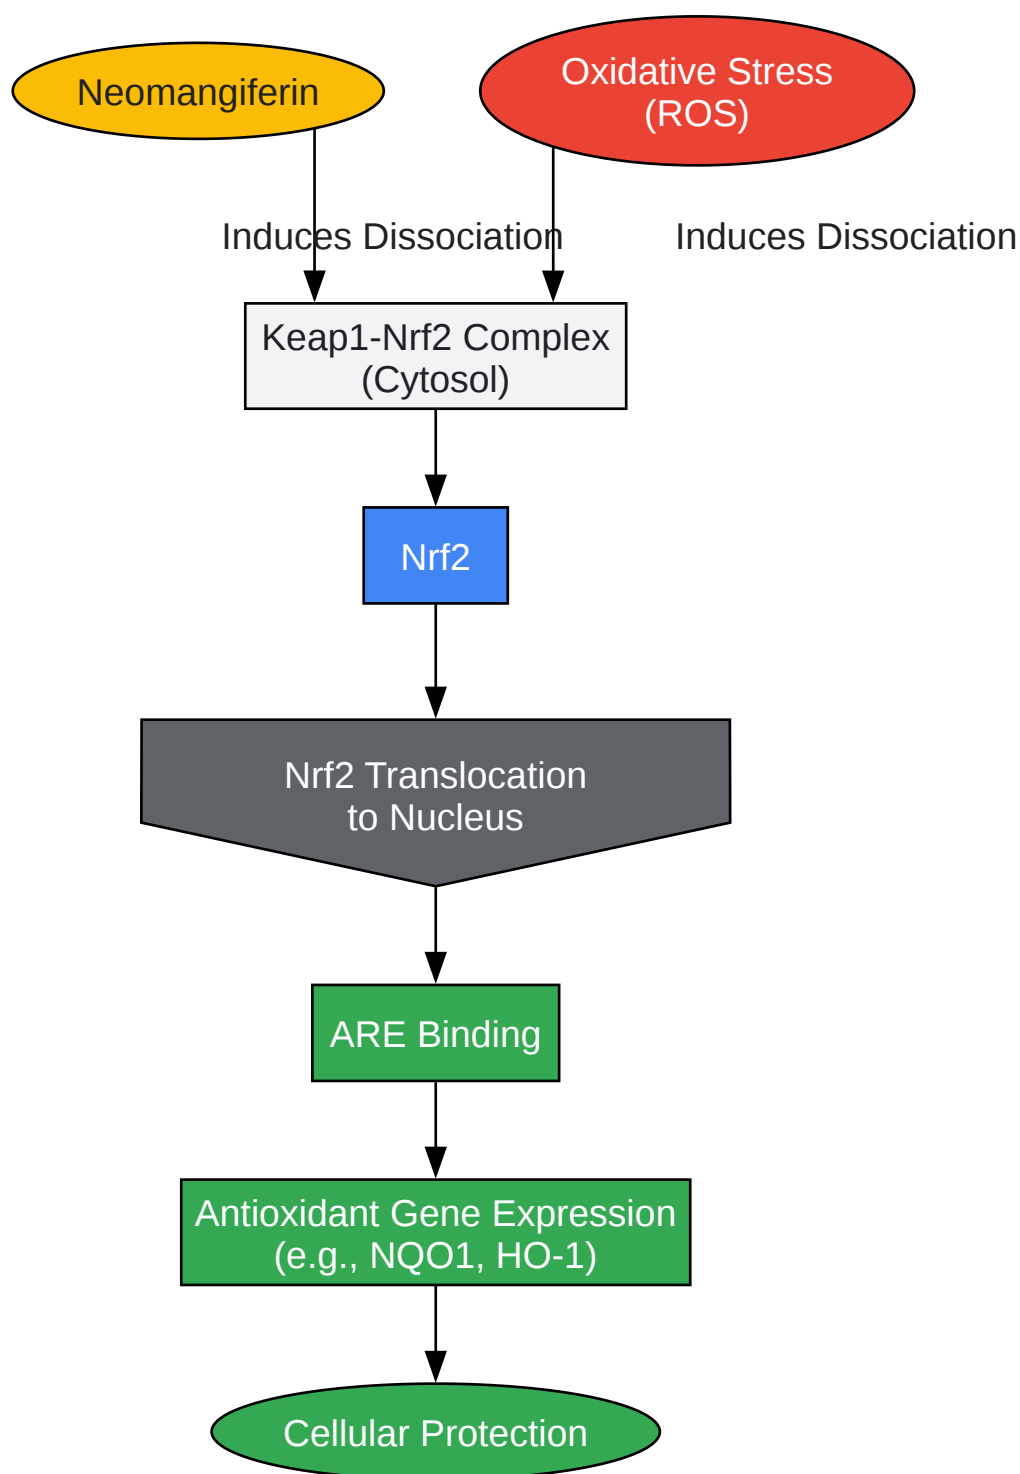 Neomangiferin
Oxidative Stress
(ROS)
Induces Dissociation
Induces Dissociation
Keap1-Nrf2 Complex
(Cytosol)
Nrf2
Nrf2 Translocation
to Nucleus
ARE Binding
Antioxidant Gene Expression
(e.g., NQO1, HO-1)
Cellular Protection